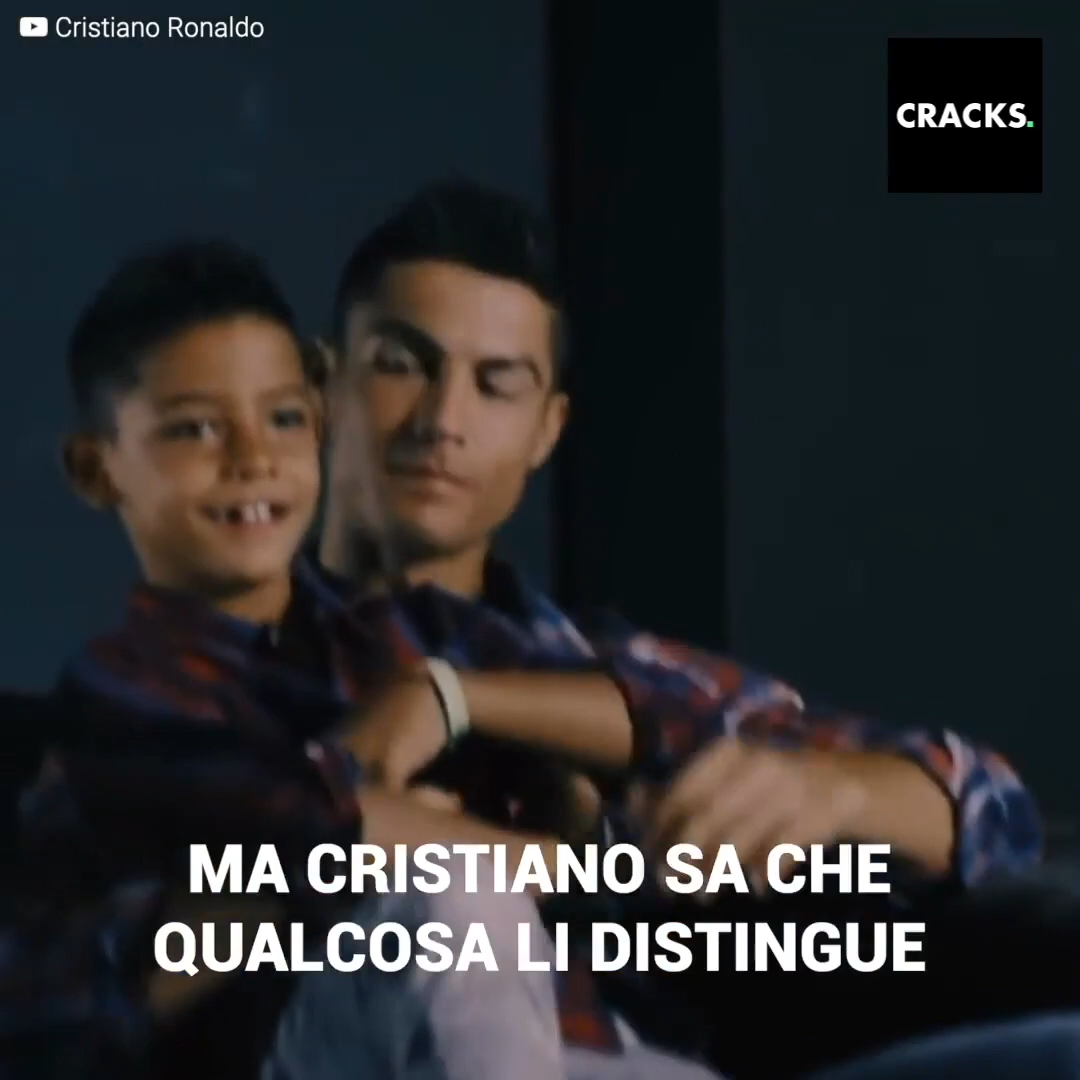 Cristiano Ronaldo
CRACKS.
MA CRISTIANO SA CHE
QUALCOSA LI DISTINGUE